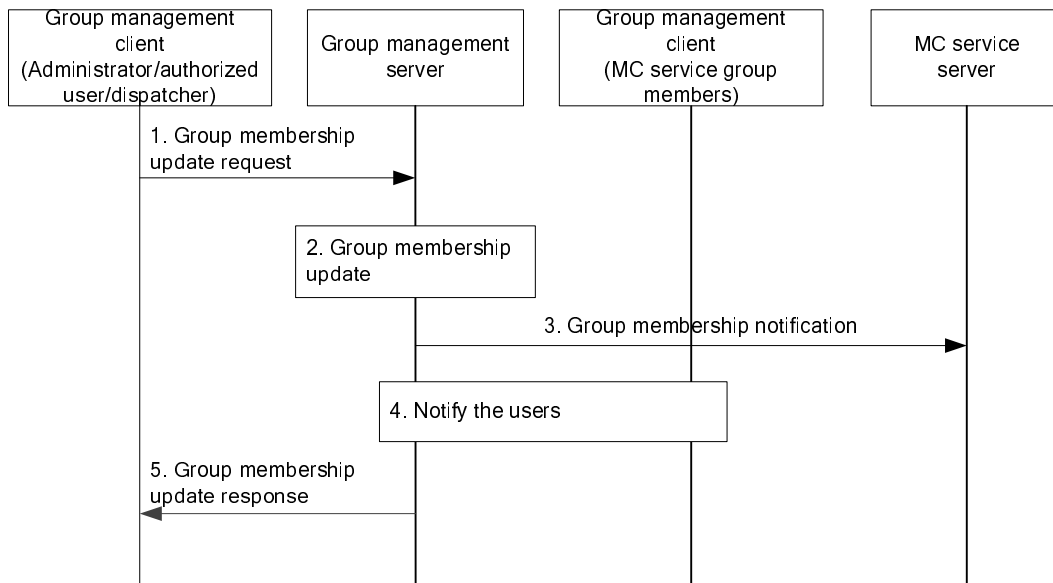 Group management
client
(Administrator/authorized
user/dispatcher)
Group management
server
Group management
client
(MC service group
members)
MC service
server
1. Group membership
update request
2. Group membership
update
3. Group membership notification
4. Notify the users
5. Group membership
update response